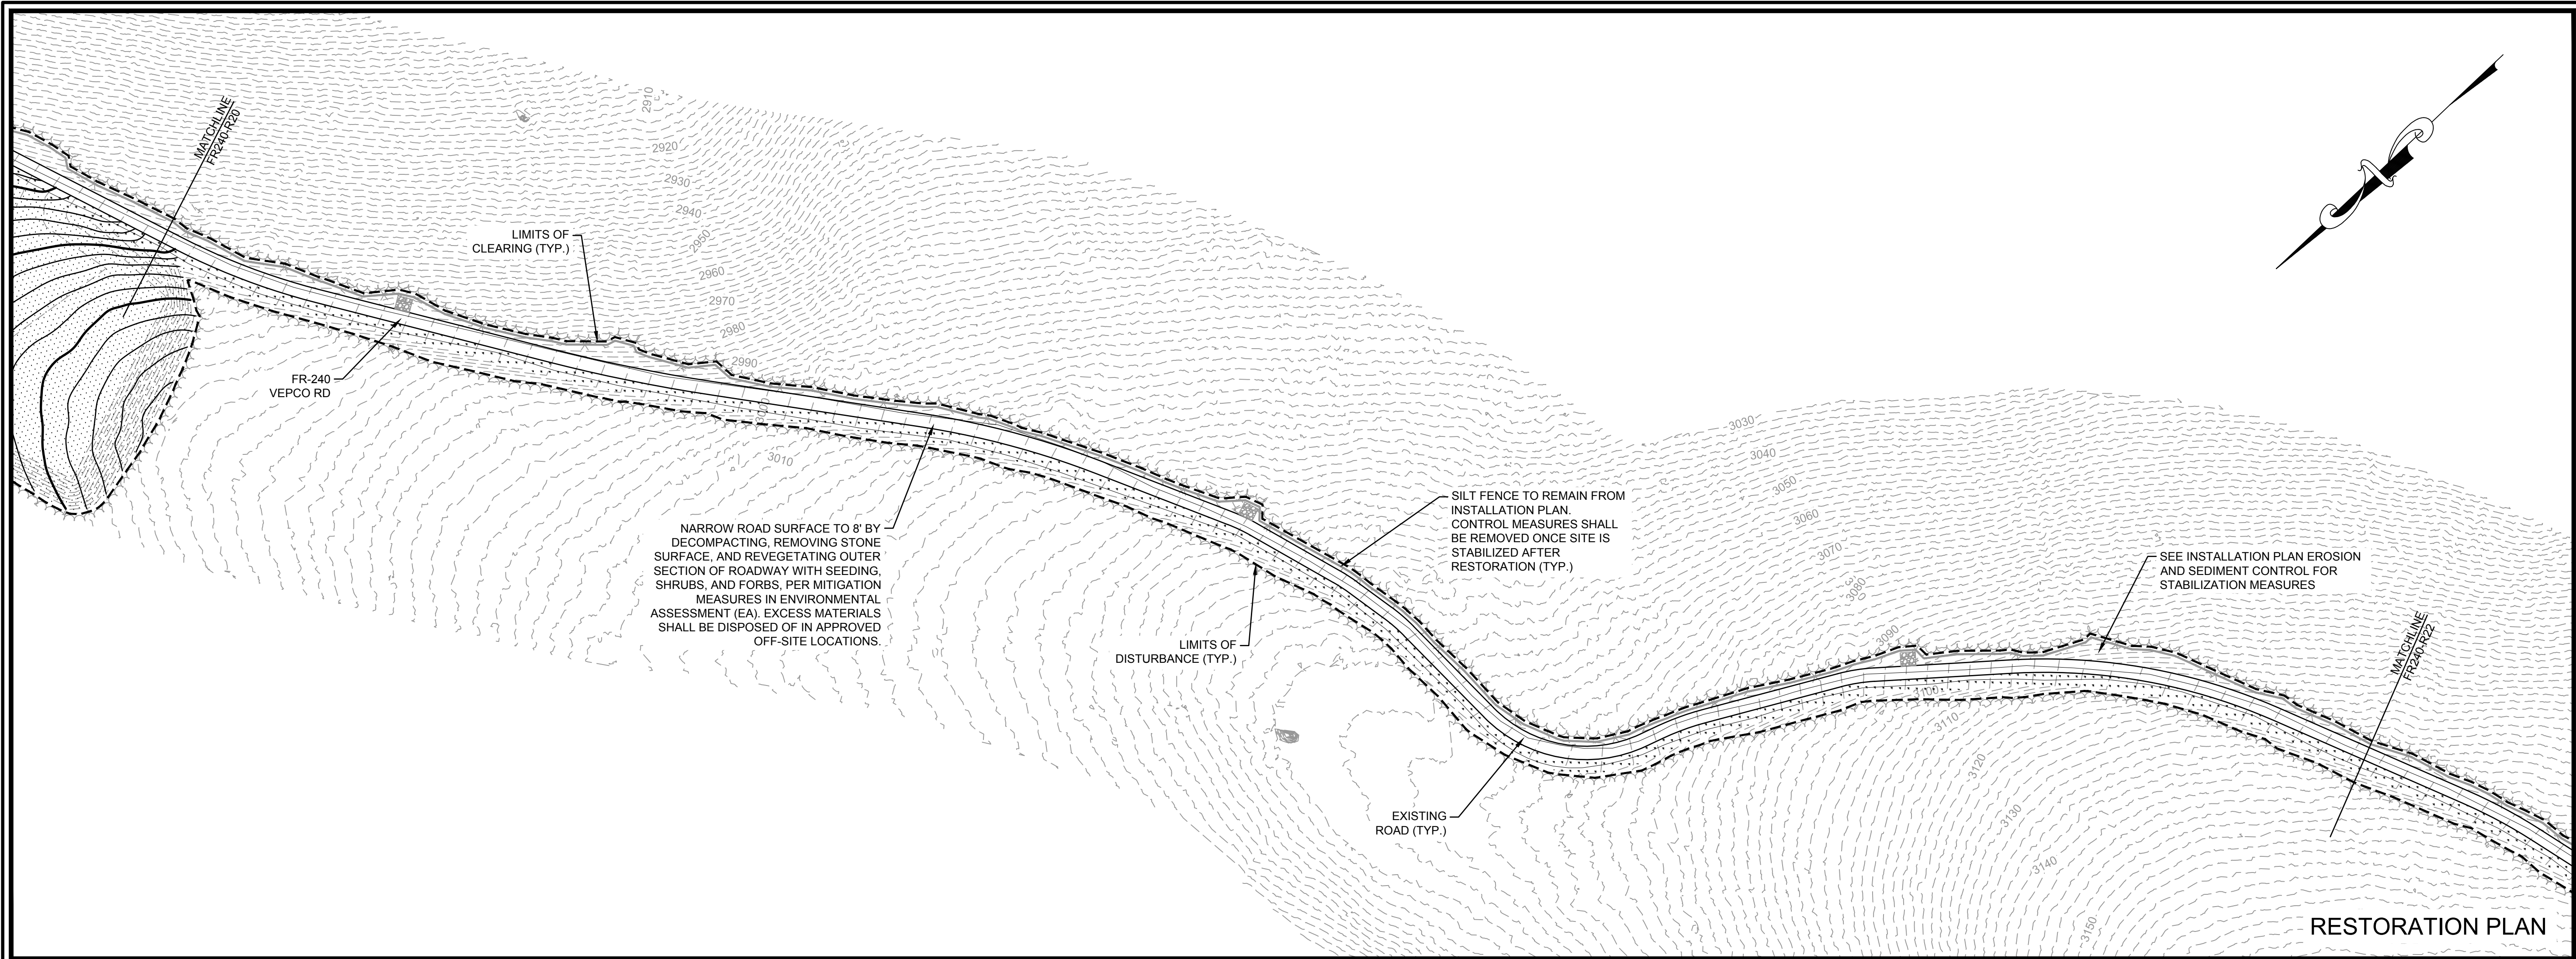 MATCHLINE
FR240-R20
2910
2920
2930
2940
2950
2960
2970
2980
2990
LIMITS OF
CLEARING (TYP.)
FR-240
VEPCO RD
3010
NARROW ROAD SURFACE TO 8' BY
DECOMPACTING, REMOVING STONE
SURFACE, AND REVEGETATING OUTER
SECTION OF ROADWAY WITH SEEDING,
SHRUBS, AND FORBS, PER MITIGATION
MEASURES IN ENVIRONMENTAL
ASSESSMENT (EA). EXCESS MATERIALS
SHALL BE DISPOSED OF IN APPROVED
OFF-SITE LOCATIONS.
LIMITS OF
DISTURBANCE (TYP.)
SILT FENCE TO REMAIN FROM
INSTALLATION PLAN.
CONTROL MEASURES SHALL
BE REMOVED ONCE SITE IS
STABILIZED AFTER
RESTORATION (TYP.)
EXISTING
ROAD (TYP.)
3030
3040
3050
3060
3070
3080
3090
3100
3110
3120
3130
3140
3150
SEE INSTALLATION PLAN EROSION
AND SEDIMENT CONTROL FOR
STABILIZATION MEASURES
MATCHLINE
FR240-R22
RESTORATION PLAN